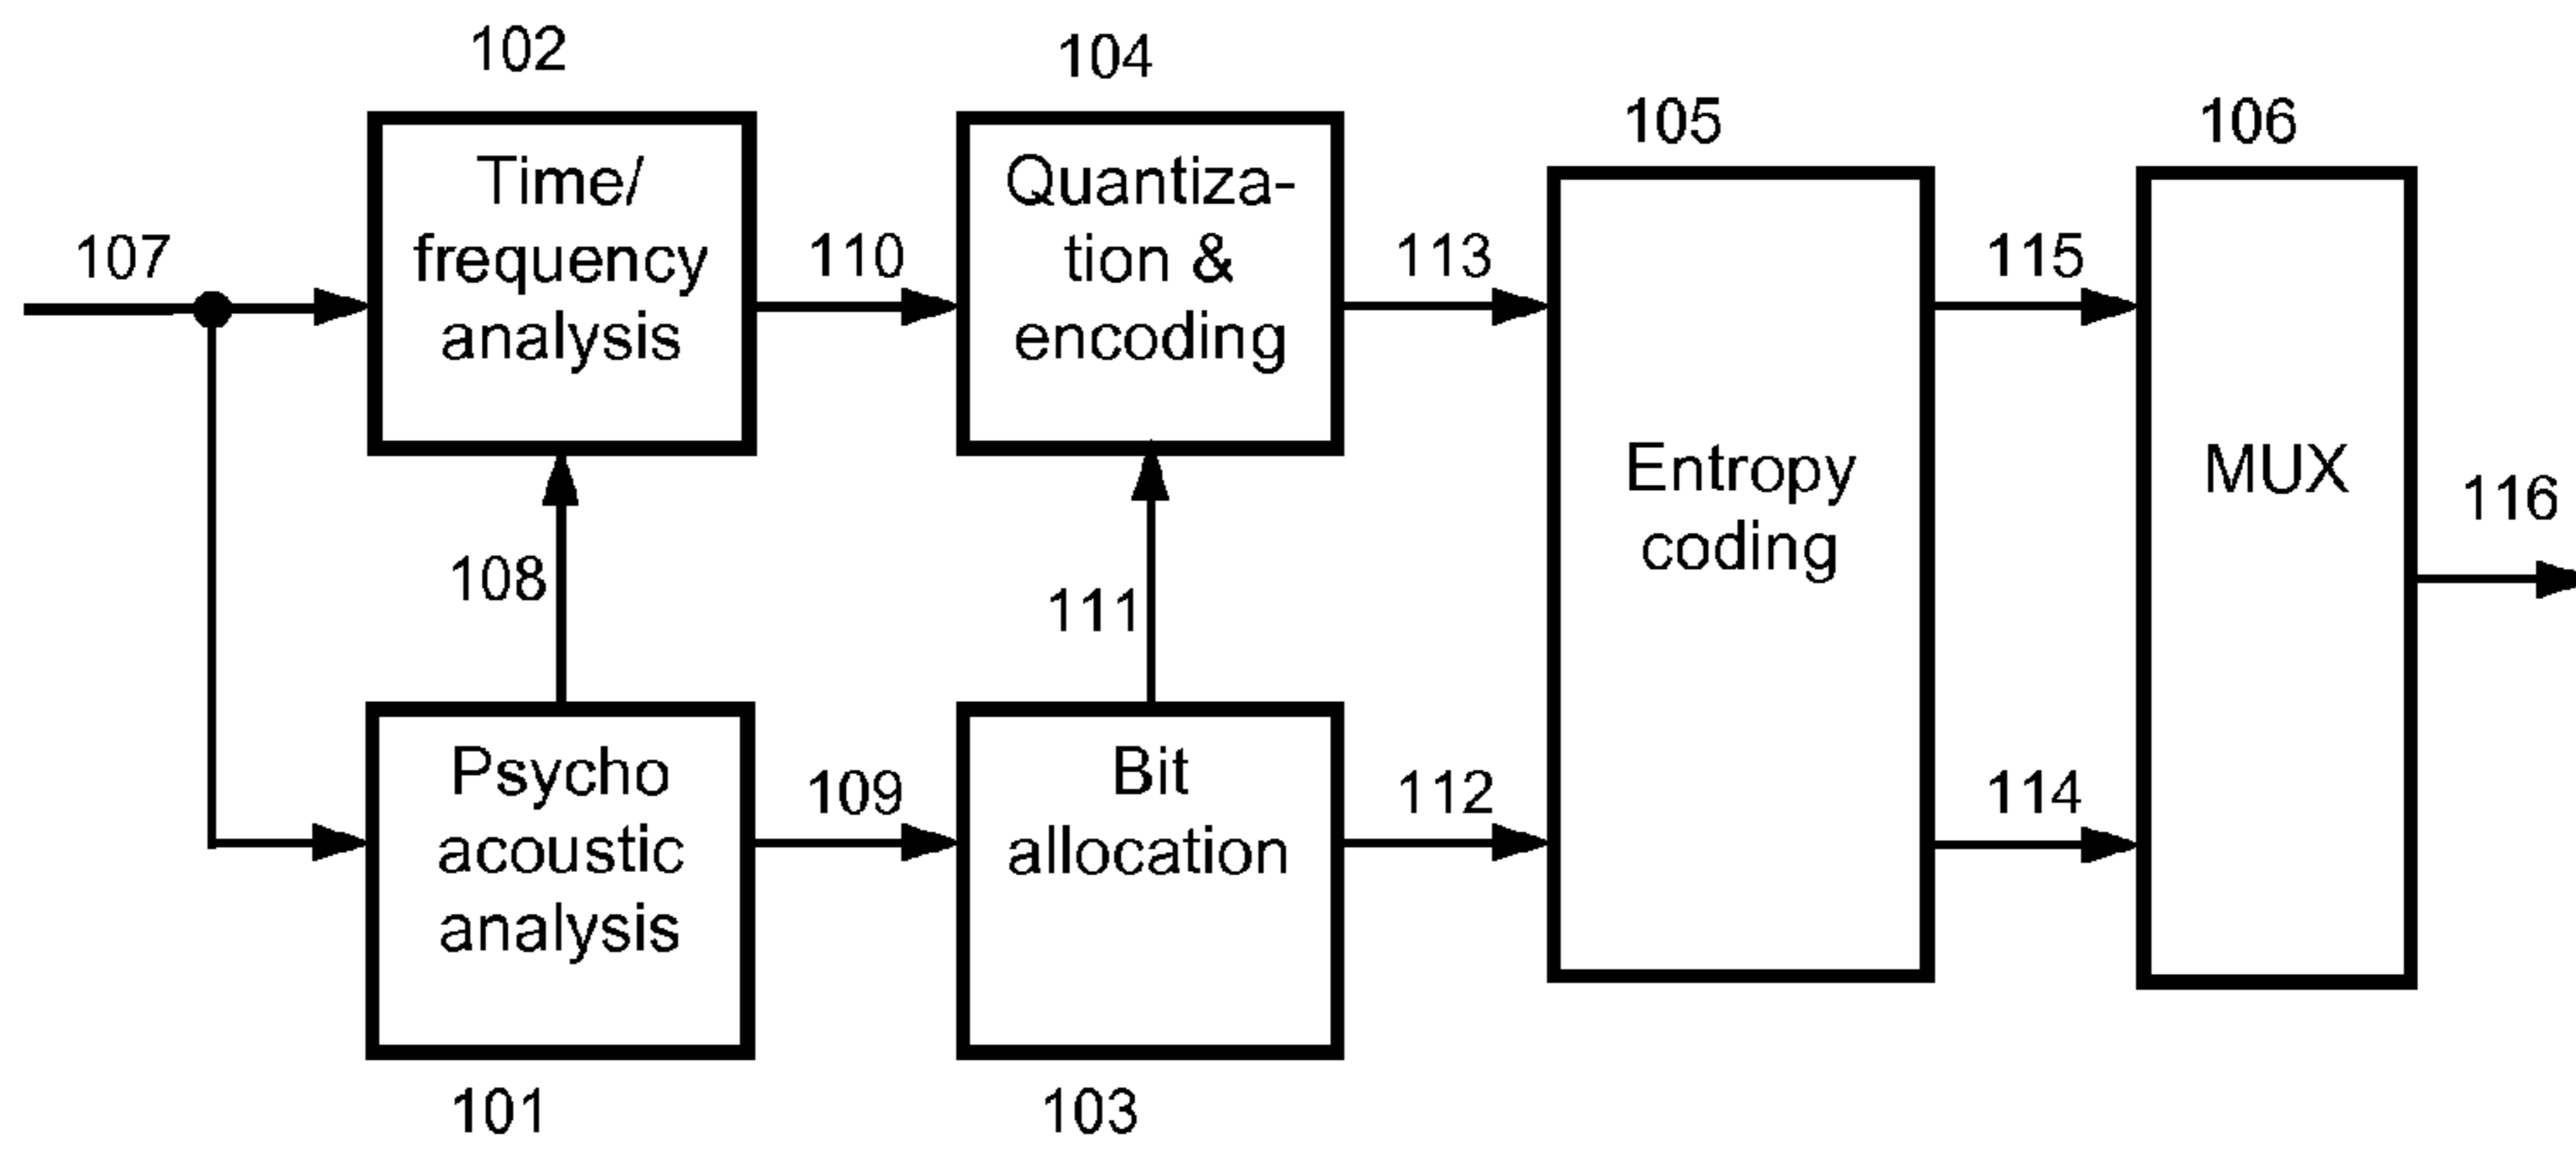 102
104
105
106
Time/
frequency
analysis
Quantiza-
tion &
encoding
107
110
113
115
Entropy
coding
MUX
116
108
111
Psycho
acoustic
analysis
109
Bit
allocation
112
114
101
103